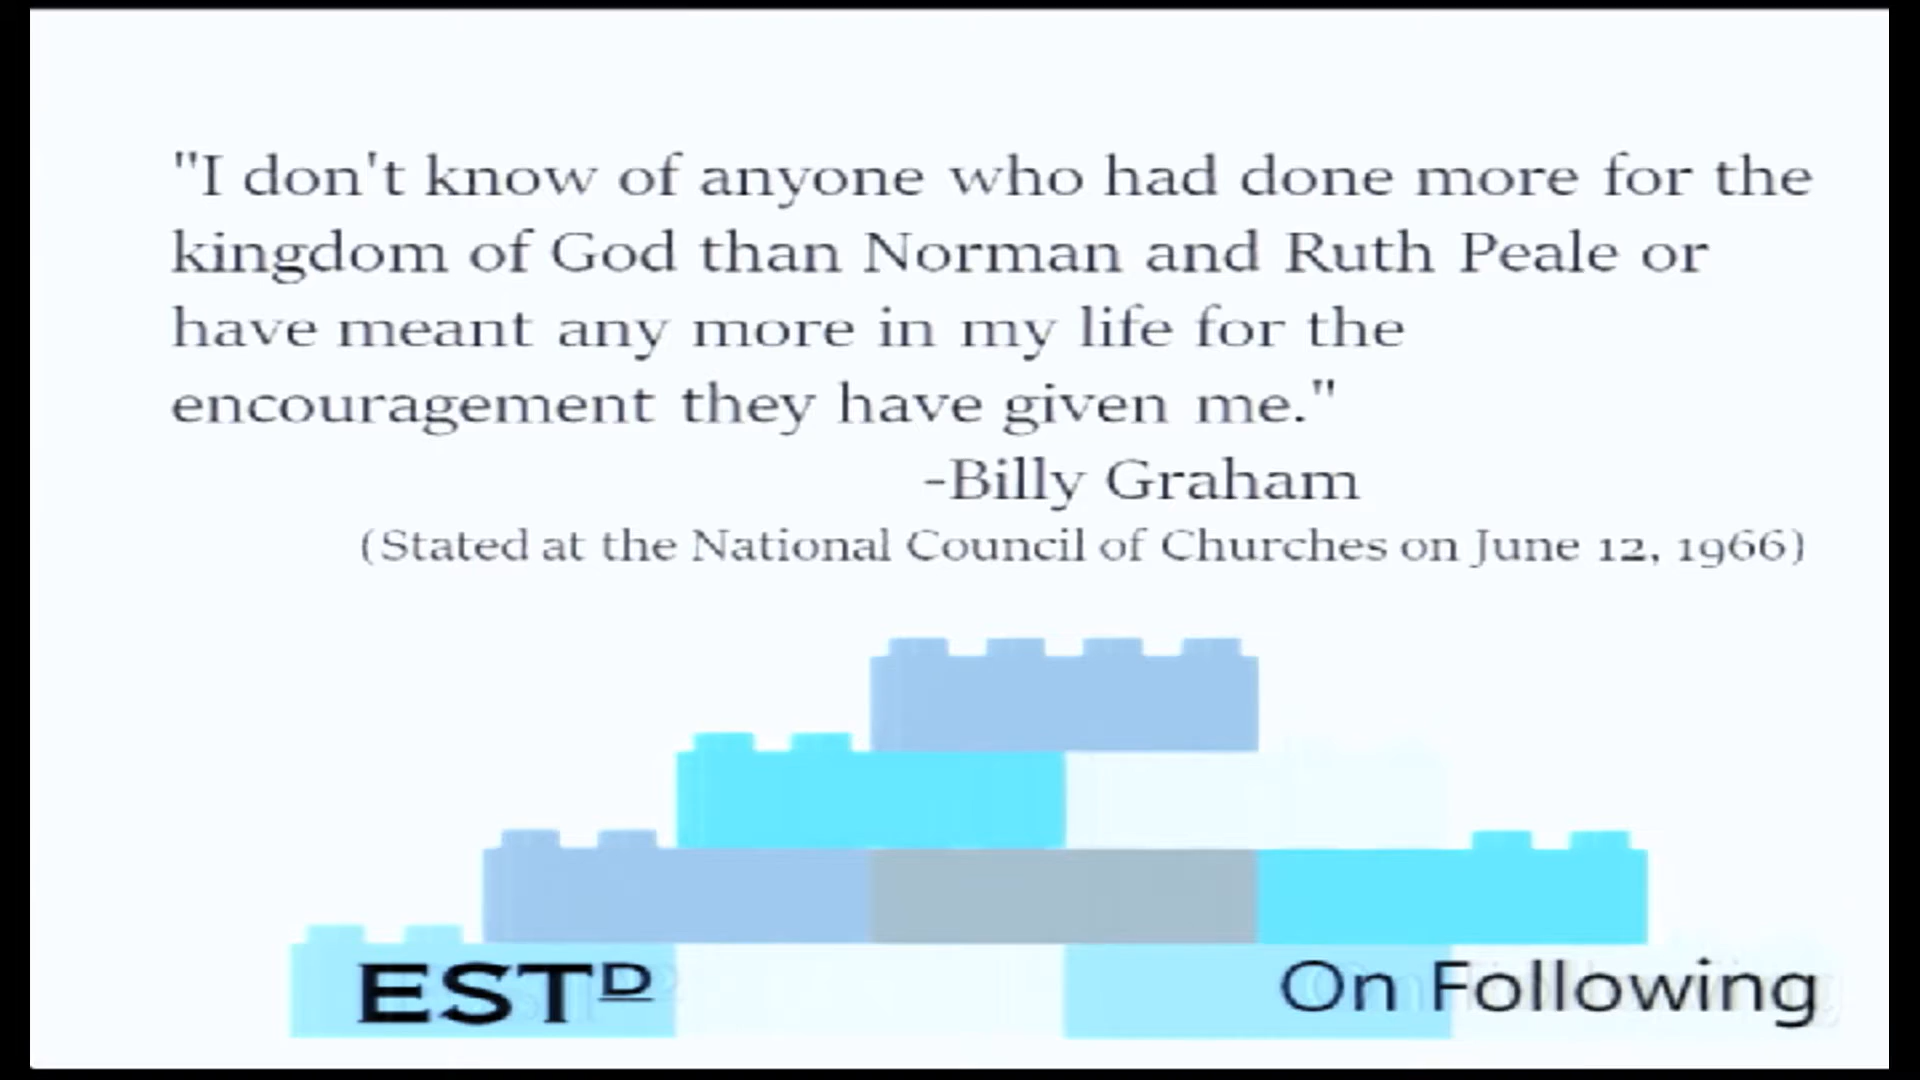 "I don't know of anyone who had done more for the
kingdom of God than Norman and Ruth Peale or
have meant any more in my life for the
encouragement they have given me."
-Billy Graham
(Stated at the National Council of Churches on June 12, 1966)
ESTD
On Following